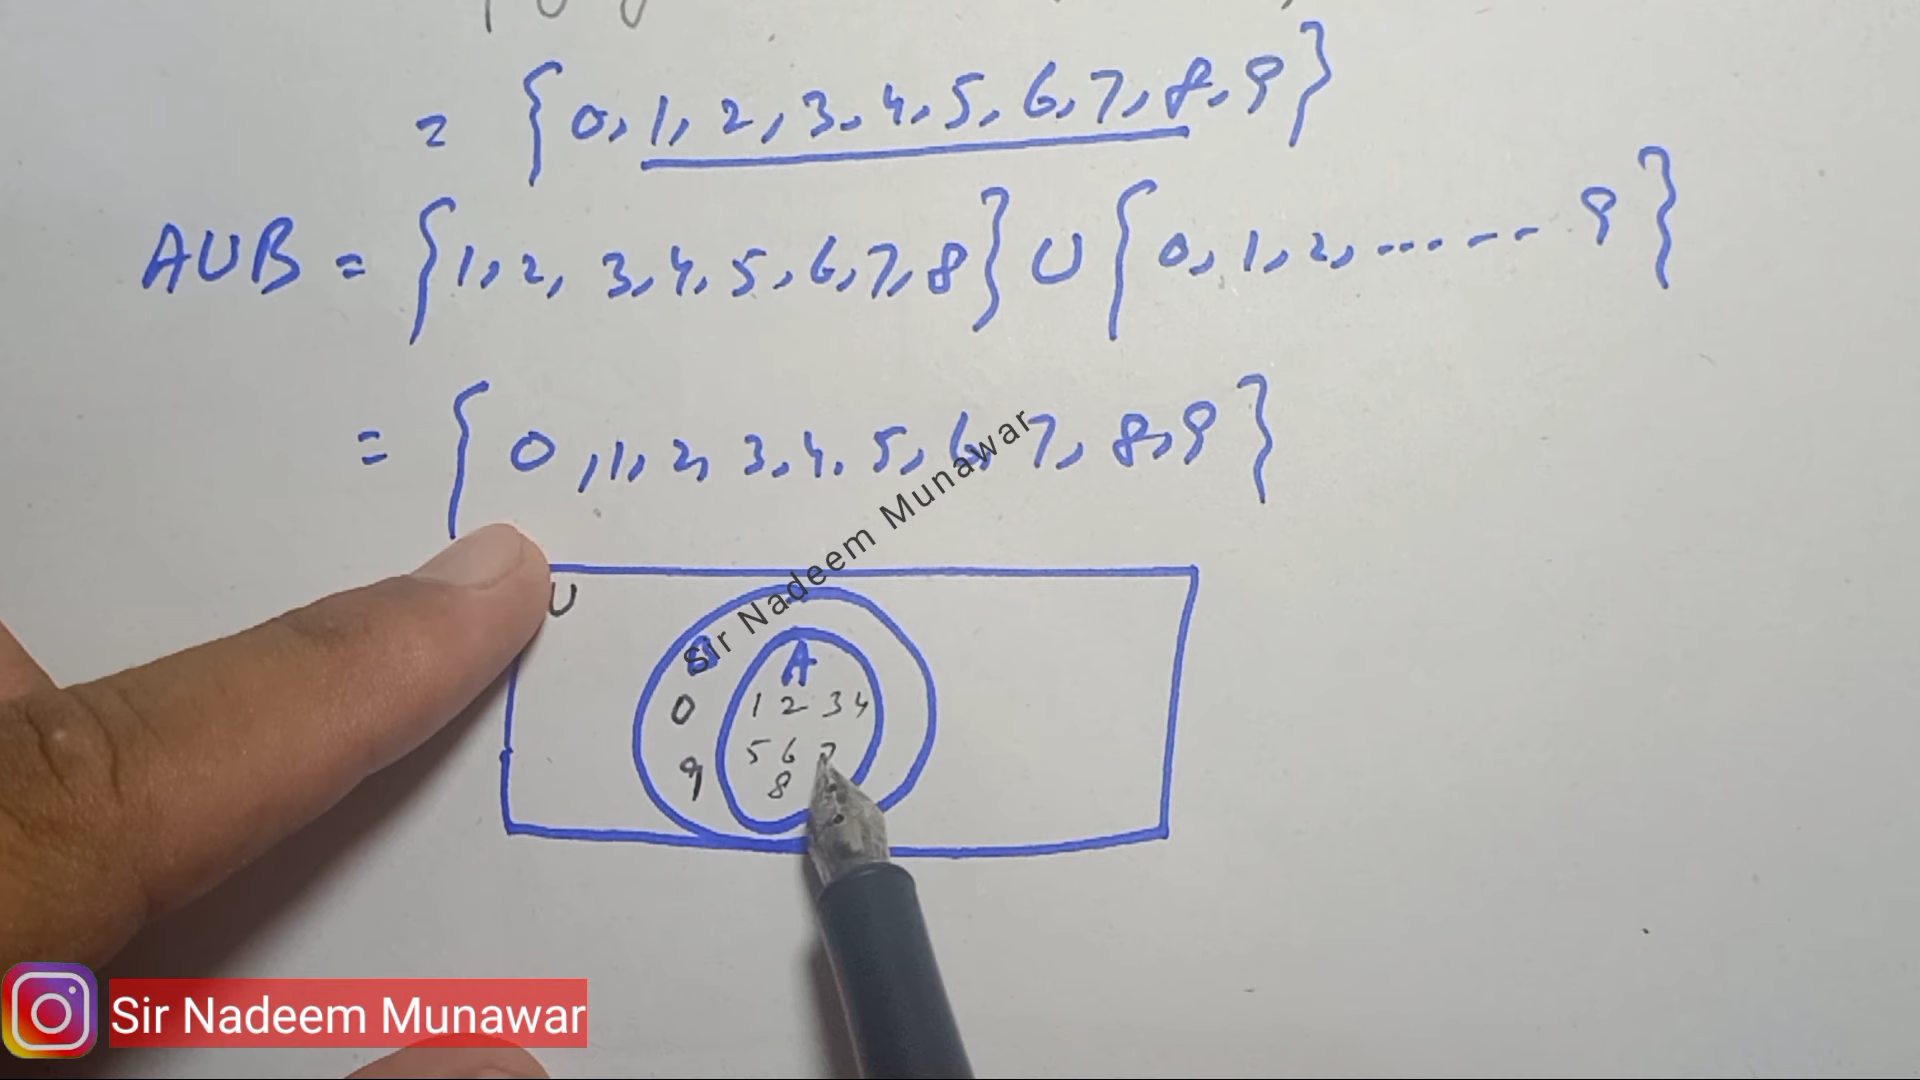 = {0, 1, 2, 3, 4, 5, 6, 7, 8, 9}
AUB = {1, 2, 3, 4, 5, 6, 7, 8} U {0, 1, 2, ------ 9}
= {0, 1, 2, 3, 4, 5, 6, 7, 8, 9}
Sir Nadeem Munawar
U
A
0 1 2 3 4
5 6 7
9 8
Sir Nadeem Munawar